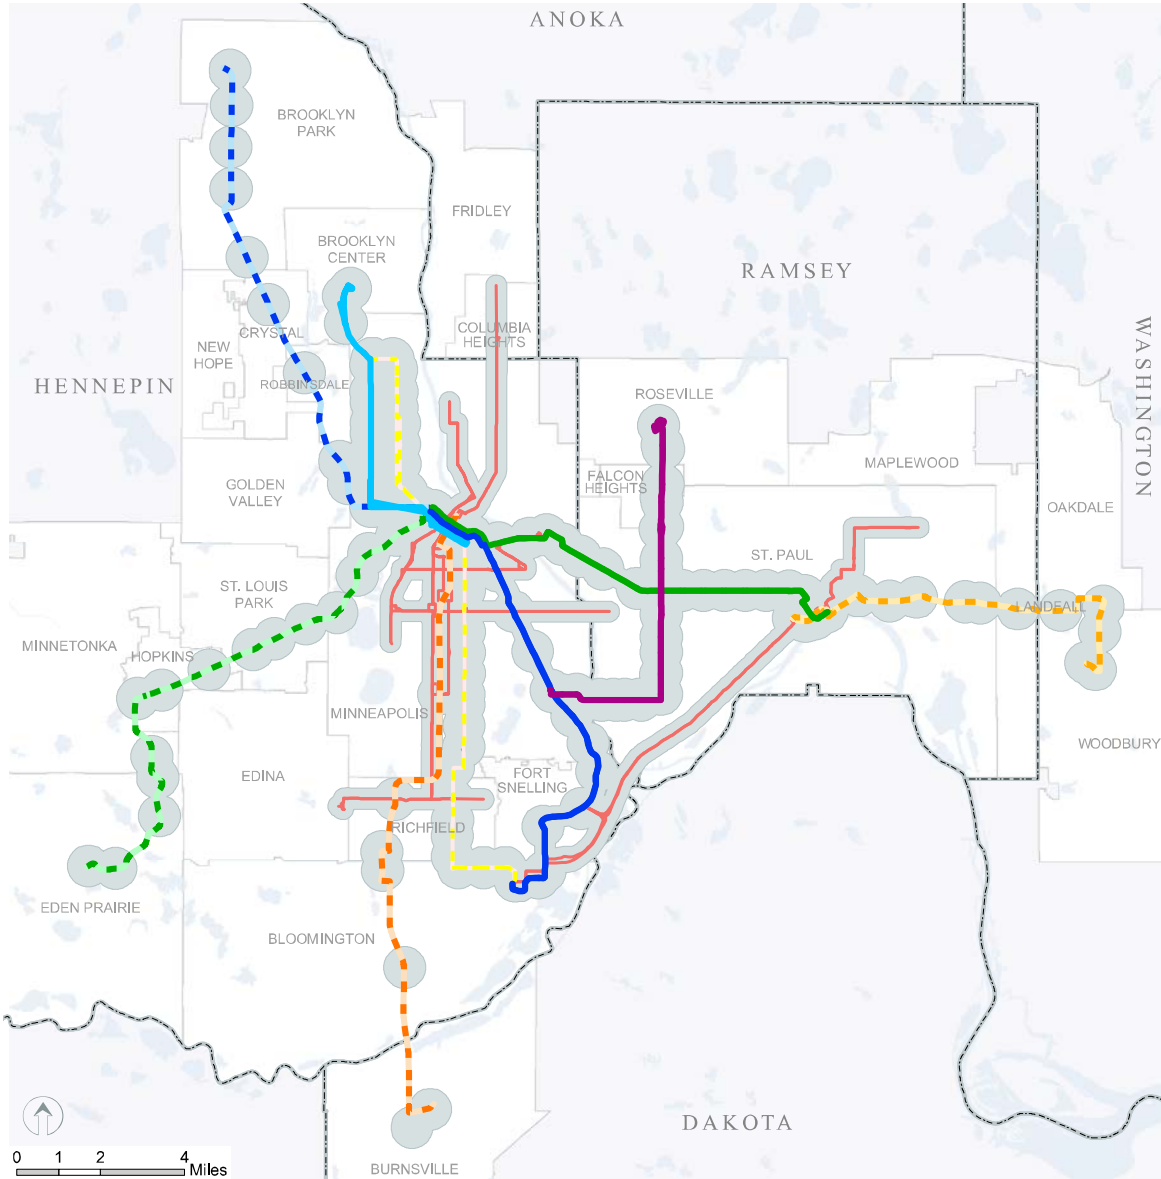 ANOKA
BROOKLYN
PARK
FRIDLEY
BROOKLYN
CENTER
RAMSEY
WASHINGTON
CRYSTAL
COLUMBIA
HEIGHTS
NEW
HOPE
HENNEPIN
ROBBINSDALE
ROSEVILLE
MAPLEWOOD
GOLDEN
VALLEY
FALCON
HEIGHTS
OAKDALE
ST. PAUL
ST. LOUIS
PARK
LANDFALL
MINNETONKA
HOPKINS
MINNEAPOLIS
WOODBURY
EDINA
FORT
SNELLING
RICHFIELD
EDEN PRAIRIE
BLOOMINGTON
DAKOTA
0 1 2 4
Miles
BURNSVILLE